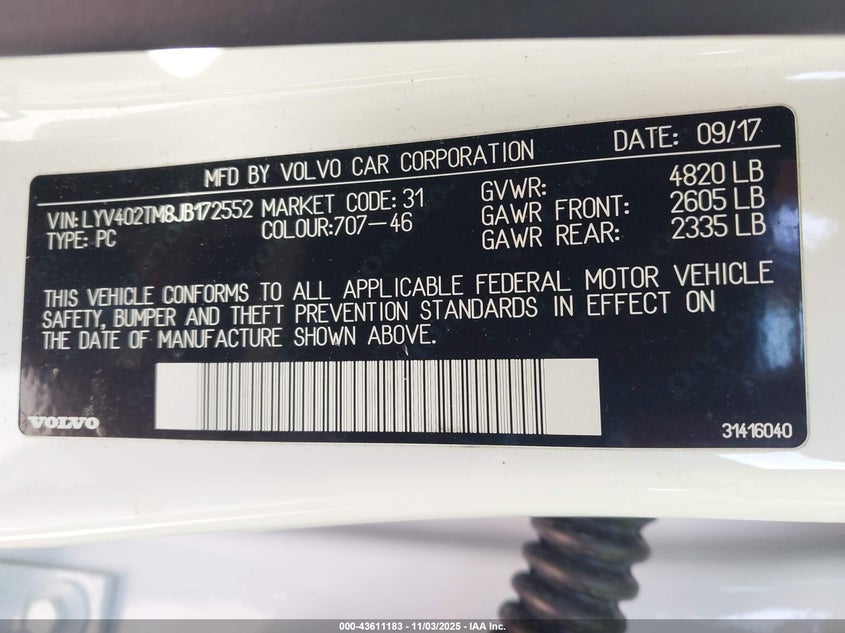 MFD BY VOLVO CAR CORPORATION DATE: 09/17
VIN: LYV402TM8JB172552 MARKET CODE: 31 GVWR: 4820 LB
TYPE: PC COLOUR:707-46 GAWR FRONT: 2605 LB
GAWR REAR: 2335 LB
THIS VEHICLE CONFORMS TO ALL APPLICABLE FEDERAL MOTOR VEHICLE
SAFETY, BUMPER AND THEFT PREVENTION STANDARDS IN EFFECT ON
THE DATE OF MANUFACTURE SHOWN ABOVE.
VOLVO 31416040
000-43611183 - 11/03/2025 - IAA Inc.